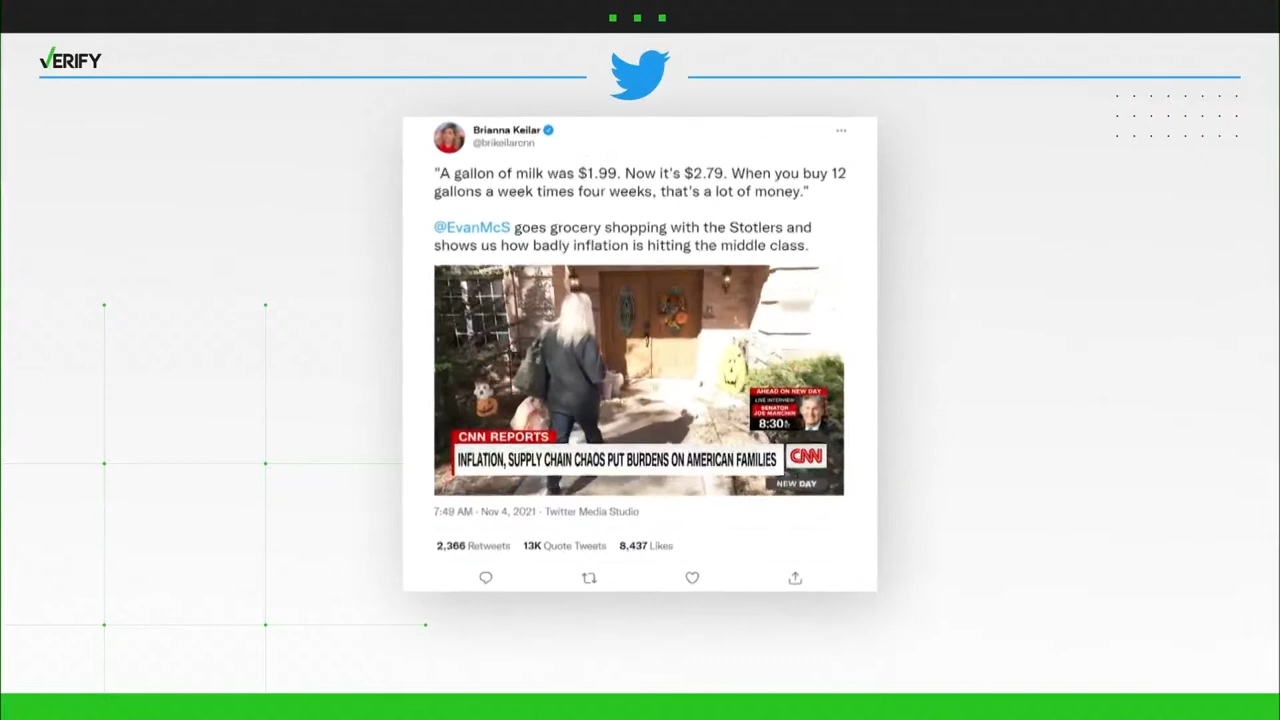 VERIFY
Brianna Keilar
@brikeilarcnn
"A gallon of milk was $1.99. Now it's $2.79. When you buy 12
gallons a week times four weeks, that's a lot of money."
@EvanMcS goes grocery shopping with the Stotlers and
shows us how badly inflation is hitting the middle class.
AHEAD ON NEW DAY
LIVE INTERVIEW
SENATOR
JOE MANCHIN
8:30
CNN REPORTS
INFLATION, SUPPLY CHAIN CHAOS PUT BURDENS ON AMERICAN FAMILIES
CNN
NEW DAY
7:49 AM · Nov 4, 2021 · Twitter Media Studio
2,366 Retweets 13K Quote Tweets 8,437 Likes